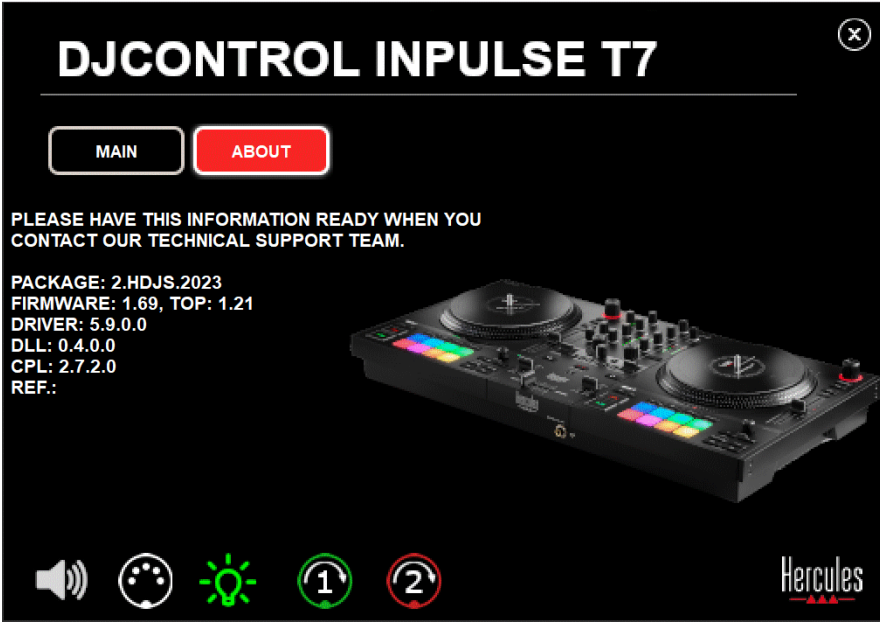 DJCONTROL INPULSE T7
MAIN
ABOUT
PLEASE HAVE THIS INFORMATION READY WHEN YOU
CONTACT OUR TECHNICAL SUPPORT TEAM.
PACKAGE: 2.HDJS.2023
FIRMWARE: 1.69, TOP: 1.21
DRIVER: 5.9.0.0
DLL: 0.4.0.0
CPL: 2.7.2.0
REF.:
1
2
Hercules